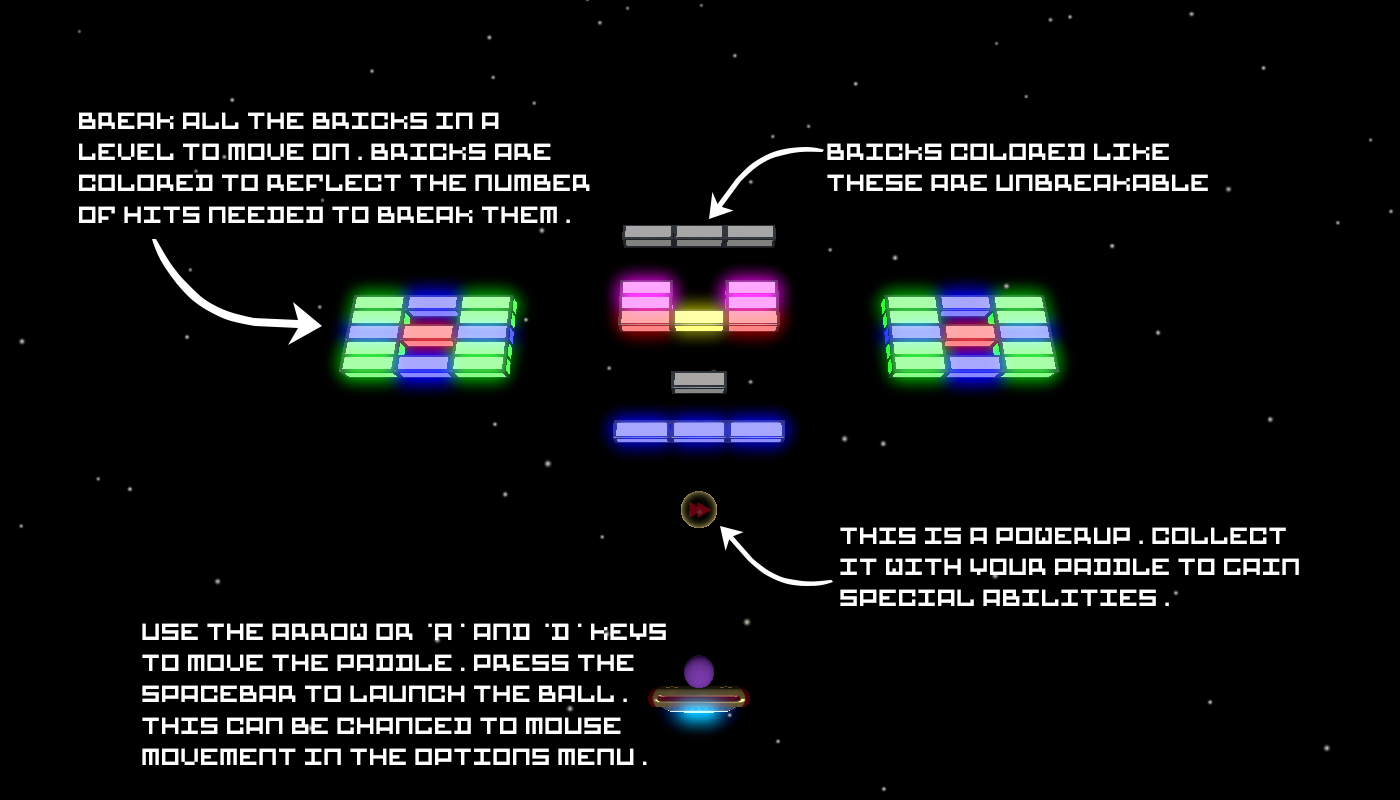 BREAK ALL THE BRICKS IN A
LEVEL TO MOVE ON. BRICKS ARE
COLORED TO REFLECT THE NUMBER
OF HITS NEEDED TO BREAK THEM.
BRICKS COLORED LIKE
THESE ARE UNBREAKABLE
THIS IS A POWERUP. COLLECT
IT WITH YOUR PADDLE TO GAIN
SPECIAL ABILITIES.
USE THE ARROW OR 'A' AND 'D' KEYS
TO MOVE THE PADDLE. PRESS THE
SPACEBAR TO LAUNCH THE BALL.
THIS CAN BE CHANGED TO MOUSE
MOVEMENT IN THE OPTIONS MENU.